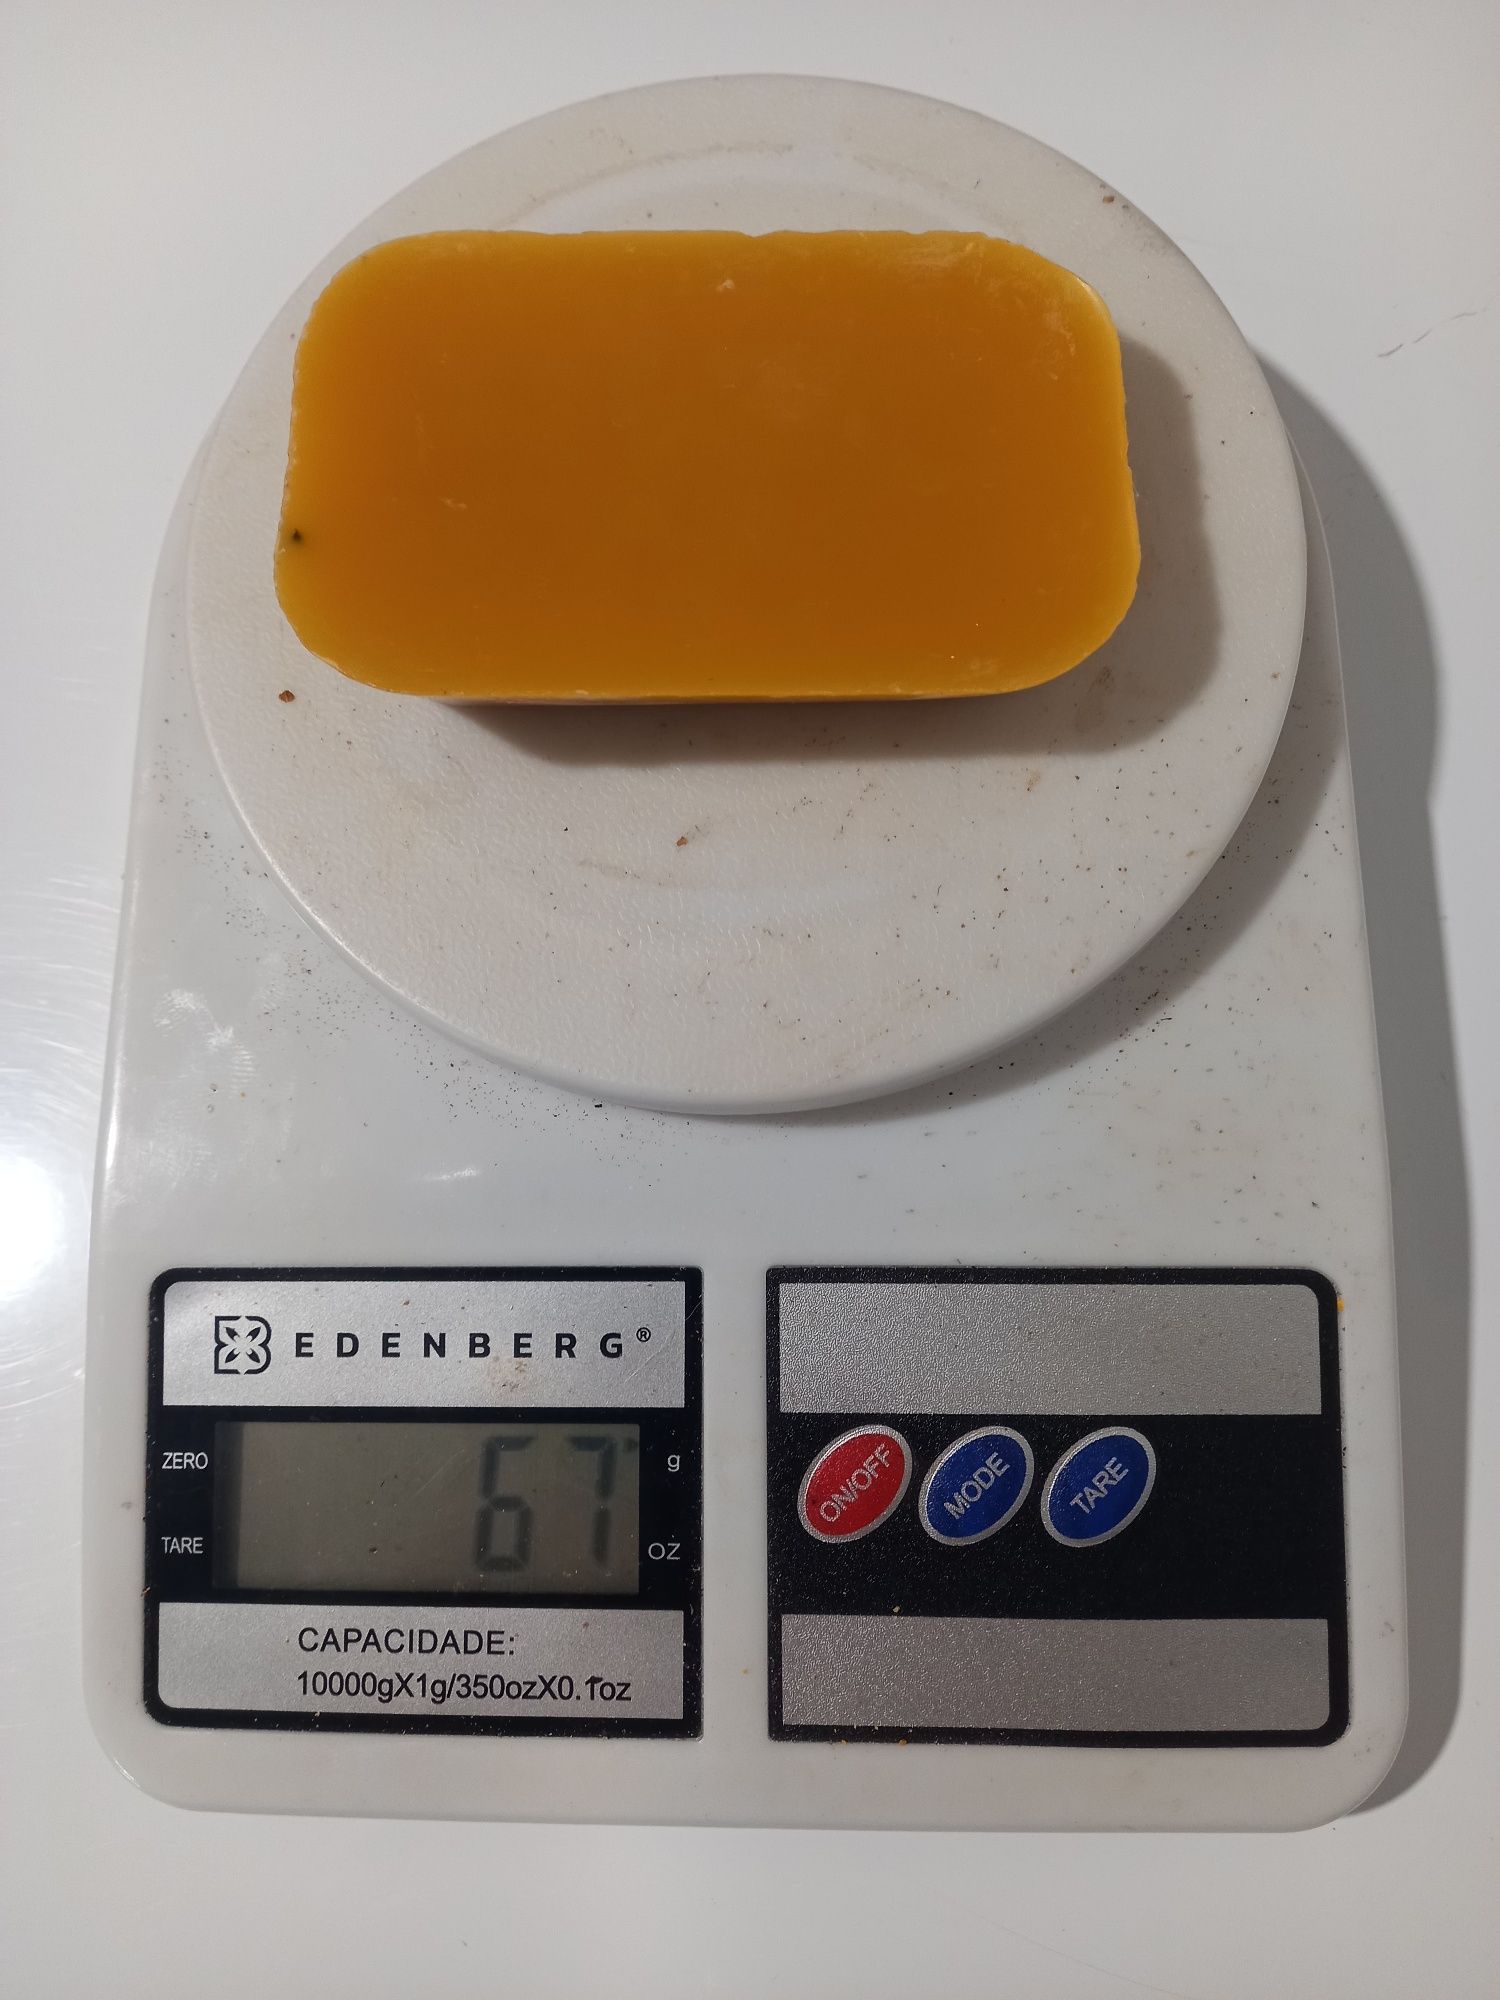 EDENBERG®
ZERO
67
g
TARE
OZ
CAPACIDADE:
10000gX1g/350ozX0.1oz
ON/OFF
MODE
TARE